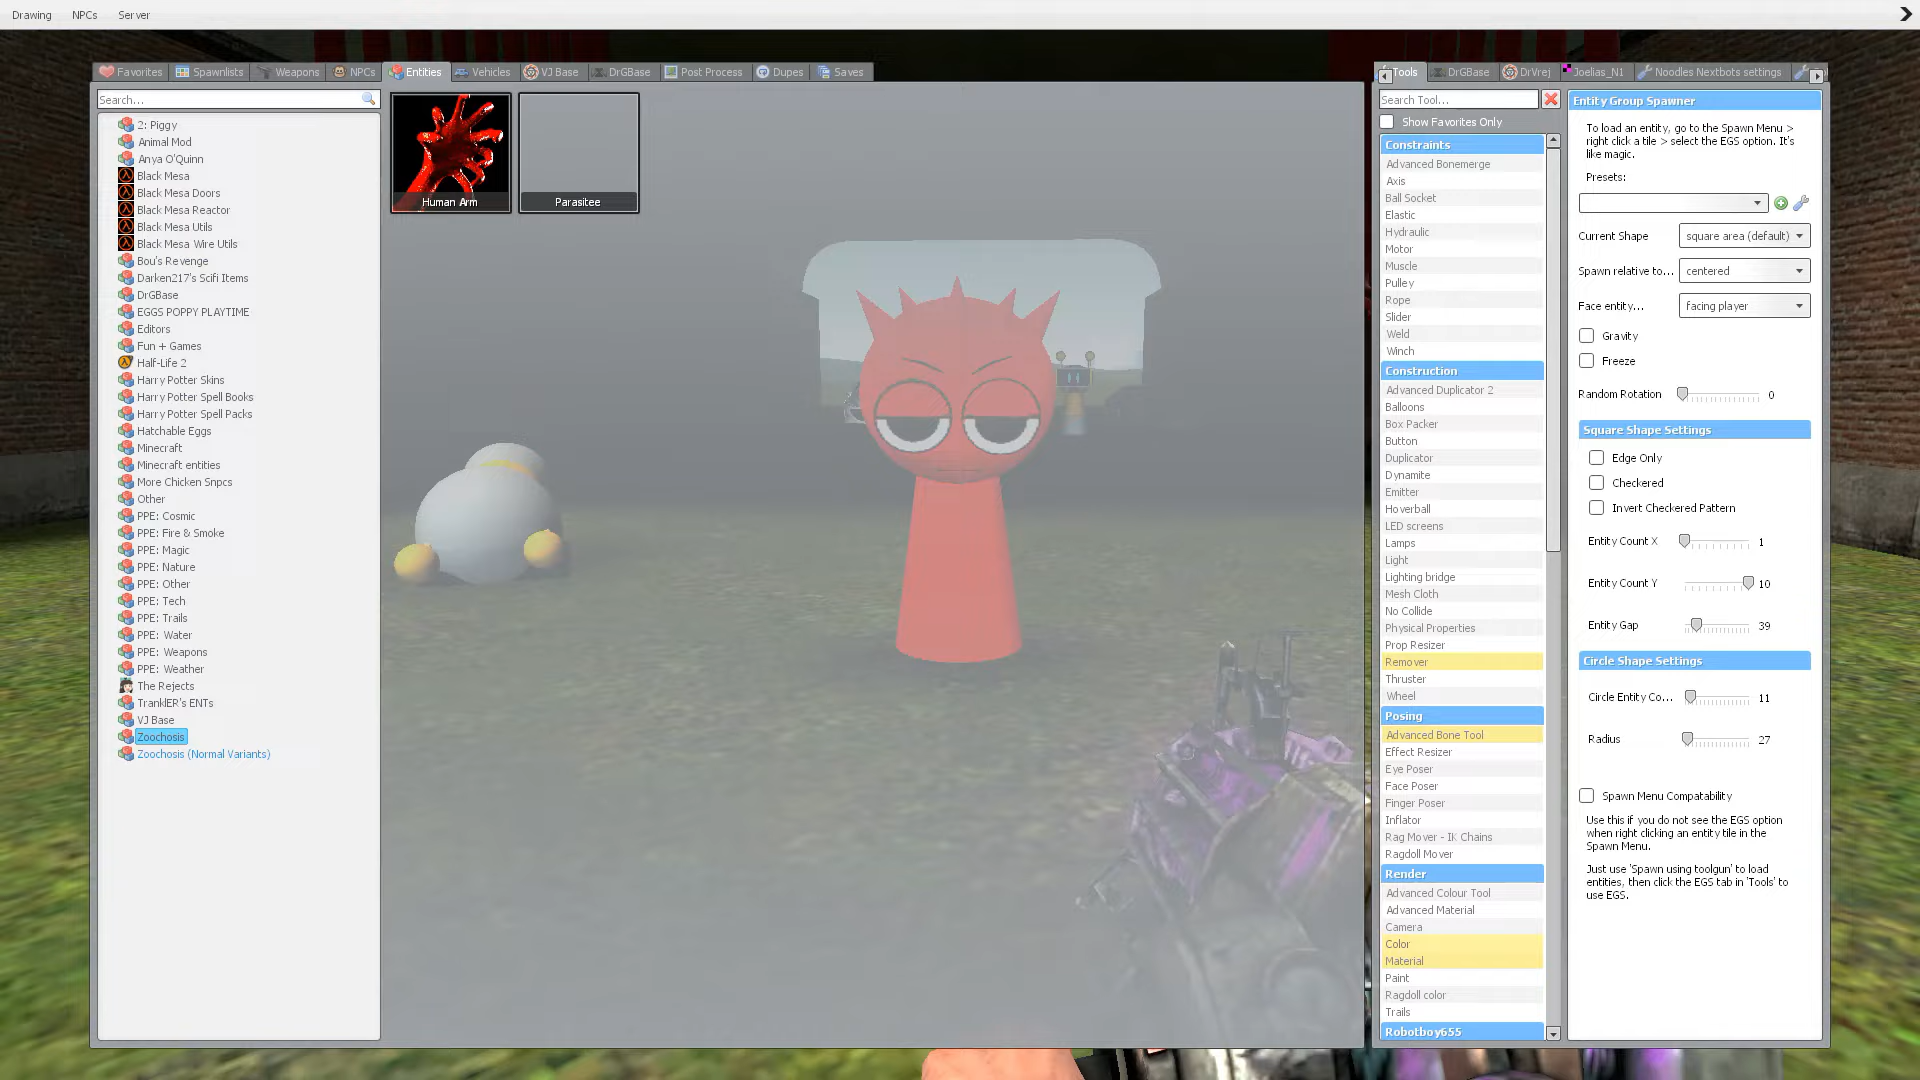 Drawing
NPCs
Server
Favorites
Spawnlists
Weapons
NPCs
Entities
Vehicles
VJ Base
DrGBase
Post Process
Dupes
Saves
Search...
2: Piggy
Animal Mod
Anya O'Quinn
Black Mesa
Black Mesa Doors
Black Mesa Reactor
Black Mesa Utils
Black Mesa Wire Utils
Bou's Revenge
Darken217's Scifi Items
DrGBase
EGGS POPPY PLAYTIME
Editors
Fun + Games
Half-Life 2
Harry Potter Skins
Harry Potter Spell Books
Harry Potter Spell Packs
Hatchable Eggs
Minecraft
Minecraft entities
More Chicken Snpcs
Other
PPE: Cosmic
PPE: Fire & Smoke
PPE: Magic
PPE: Nature
PPE: Other
PPE: Tech
PPE: Trails
PPE: Water
PPE: Weapons
PPE: Weather
The Rejects
TranklER's ENTs
VJ Base
Zoochosis
Zoochosis (Normal Variants)
Human Arm
Parasitee
Tools
DrGBase
DrVrej
Joelias_N1
Noodles Nextbots settings
Search Tool...
Show Favorites Only
Constraints
Advanced Bonemerge
Axis
Ball Socket
Elastic
Hydraulic
Motor
Muscle
Pulley
Rope
Slider
Weld
Winch
Construction
Advanced Duplicator 2
Balloons
Box Packer
Button
Duplicator
Dynamite
Emitter
Hoverball
LED screens
Lamps
Light
Lighting bridge
Mesh Cloth
No Collide
Physical Properties
Prop Resizer
Remover
Thruster
Wheel
Posing
Advanced Bone Tool
Effect Resizer
Eye Poser
Face Poser
Finger Poser
Inflator
Rag Mover - IK Chains
Ragdoll Mover
Render
Advanced Colour Tool
Advanced Material
Camera
Color
Material
Paint
Ragdoll color
Trails
Robotboy655
Entity Group Spawner
To load an entity, go to the Spawn Menu >
right click a tile > select the EGS option. It's
like magic.
Presets:
Current Shape square area (default)
Spawn relative to... centered
Face entity... facing player
Gravity
Freeze
Random Rotation 0
Square Shape Settings
Edge Only
Checkered
Invert Checkered Pattern
Entity Count X 1
Entity Count Y 10
Entity Gap 39
Circle Shape Settings
Circle Entity Co... 11
Radius 27
Spawn Menu Compatability
Use this if you do not see the EGS option
when right clicking an entity tile in the
Spawn Menu.
Just use 'Spawn using toolgun' to load
entities, then click the EGS tab in 'Tools' to
use EGS.